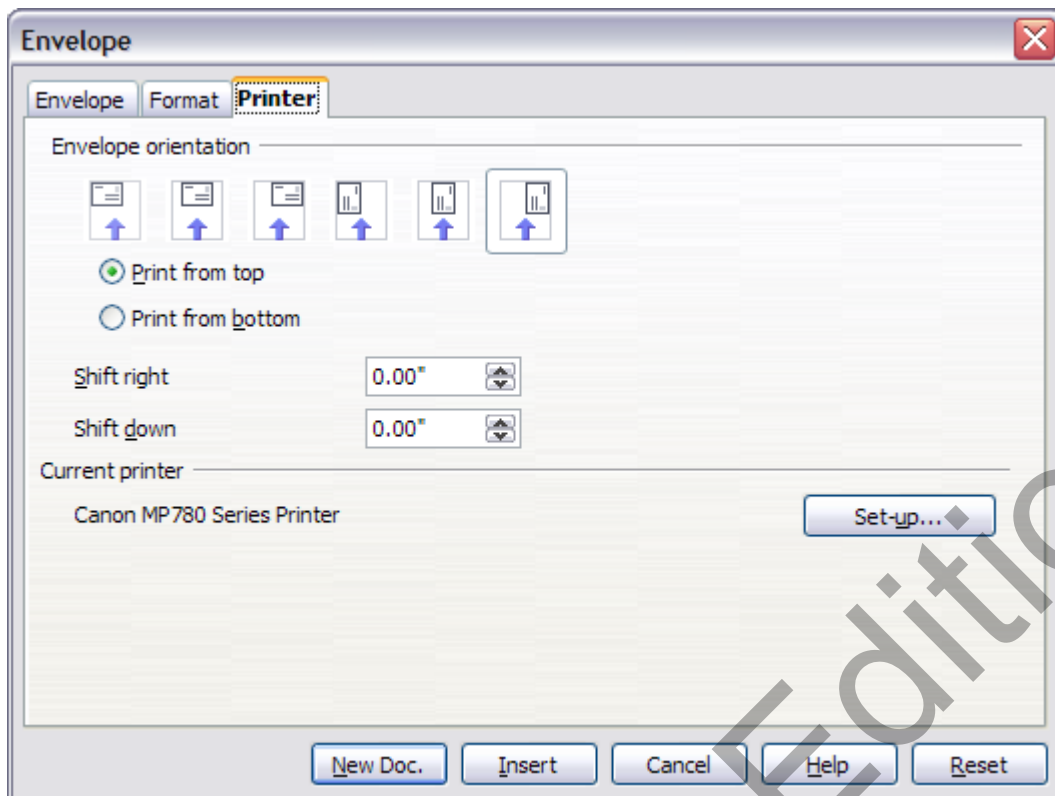 Envelope
Envelope Format Printer
Envelope orientation
Print from top
Print from bottom
Shift right 0.00"
Shift down 0.00"
Current printer
Canon MP780 Series Printer Set-up...
New Doc. Insert Cancel Help Reset